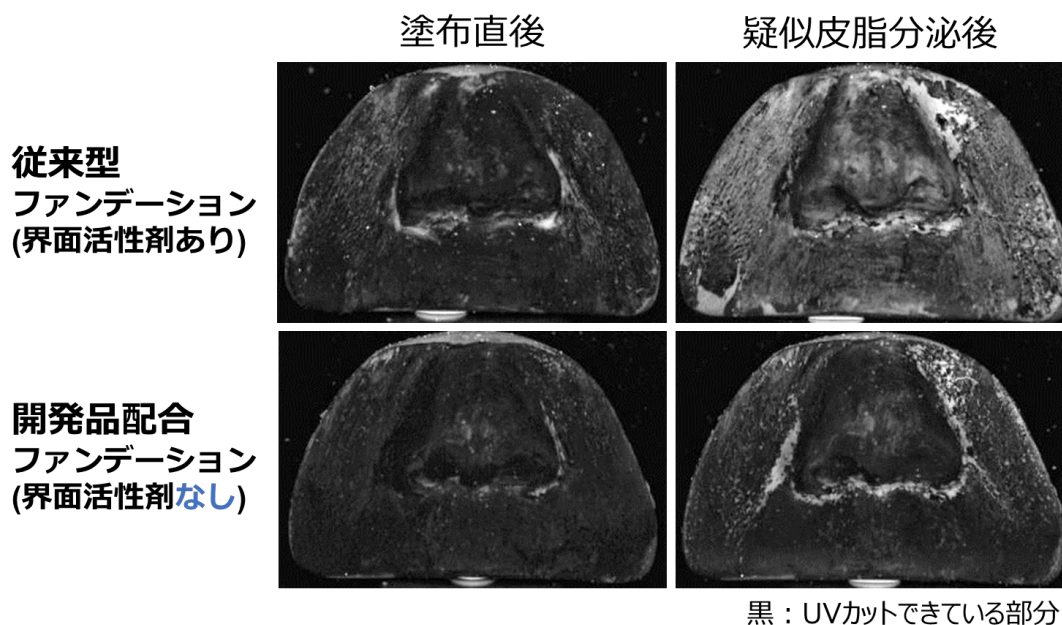 塗布直後
疑似皮脂分泌後
従来型
ファンデーション
(界面活性剤あり)
開発品配合
ファンデーション
(界面活性剤なし)
黒：UVカットできている部分